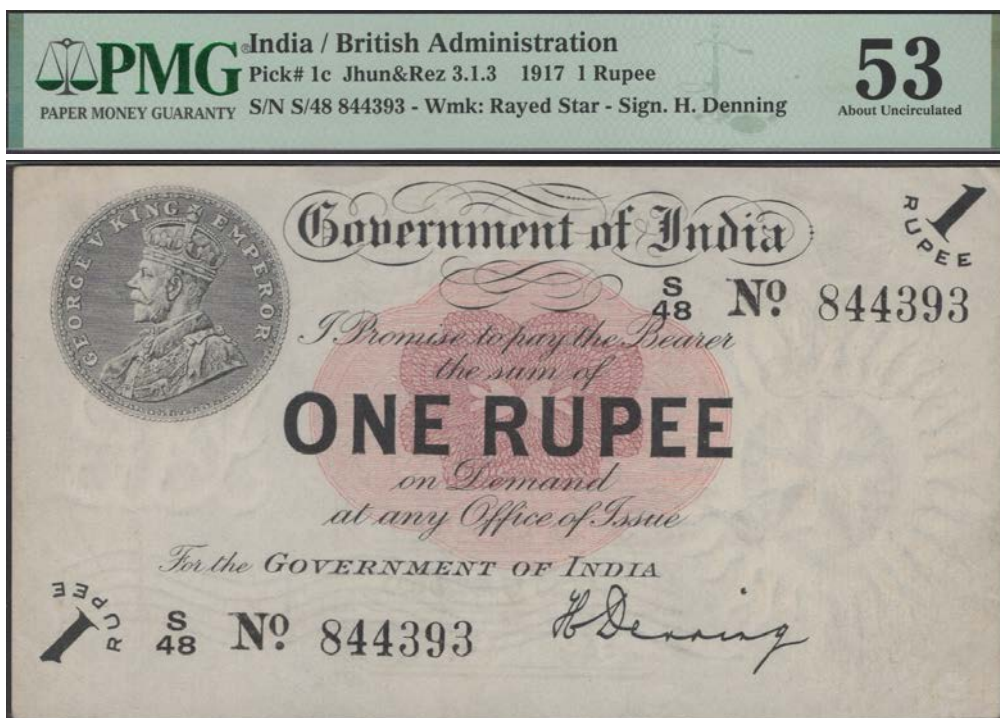 PMG
PAPER MONEY GUARANTY
India / British Administration
Pick# 1c Jhun&Rez 3.1.3 1917 1 Rupee
S/N S/48 844393 - Wmk: Rayed Star - Sign. H. Denning
53
About Uncirculated
GEORGE V KING EMPEROR
Government of India
1 RUPEE
S/48 Nº 844393
I Promise to pay the Bearer
the sum of
ONE RUPEE
on Demand
at any Office of Issue
For the GOVERNMENT OF INDIA
1 RUPEE
S/48 Nº 844393
H Denning